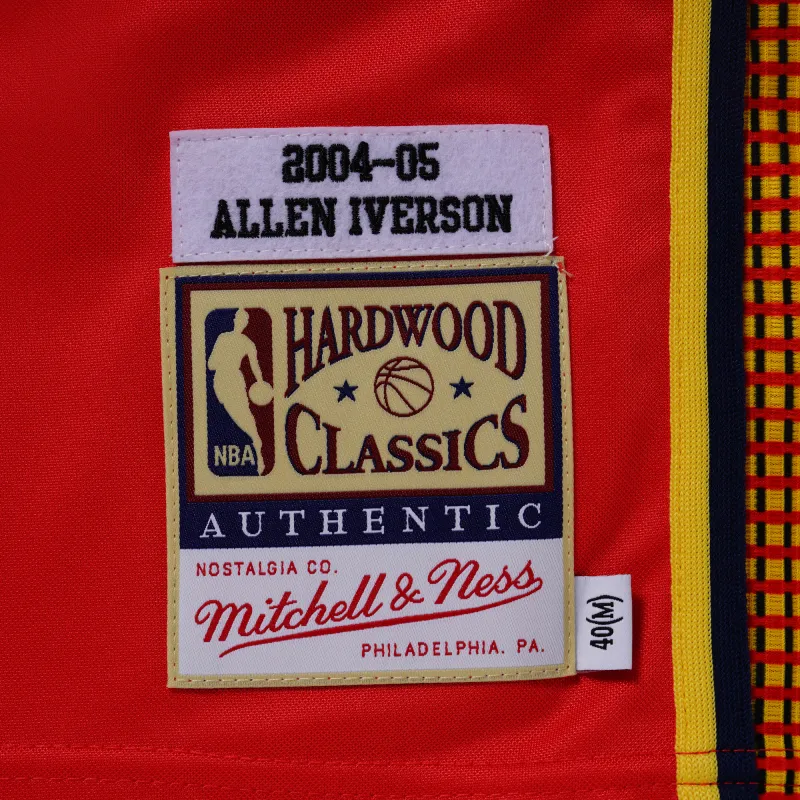 2004-05
ALLEN IVERSON
HARDWOOD
CLASSICS
NBA
AUTHENTIC
NOSTALGIA CO.
Mitchell & Ness
PHILADELPHIA. PA.
40(M)